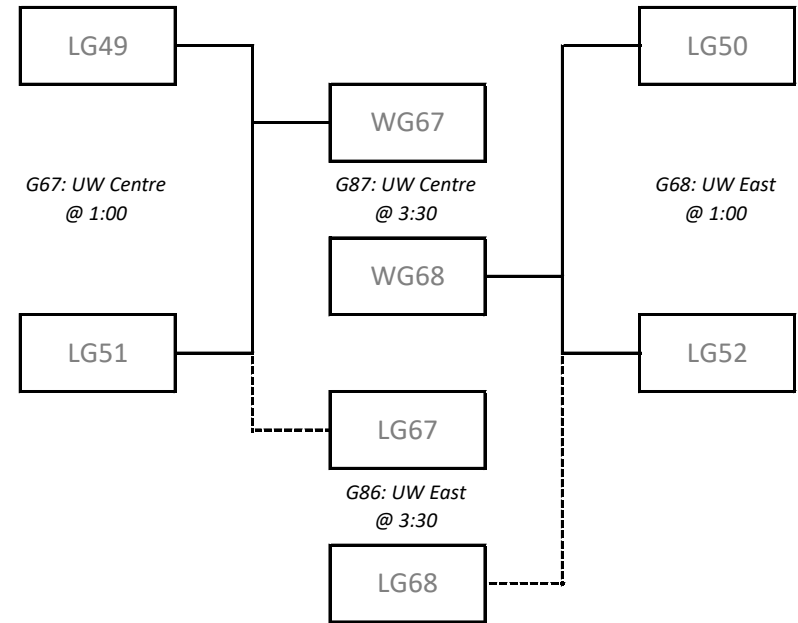 LG49
LG50
WG67
G67: UW Centre
@ 1:00
G87: UW Centre
@ 3:30
G68: UW East
@ 1:00
WG68
LG51
LG52
LG67
G86: UW East
@ 3:30
LG68